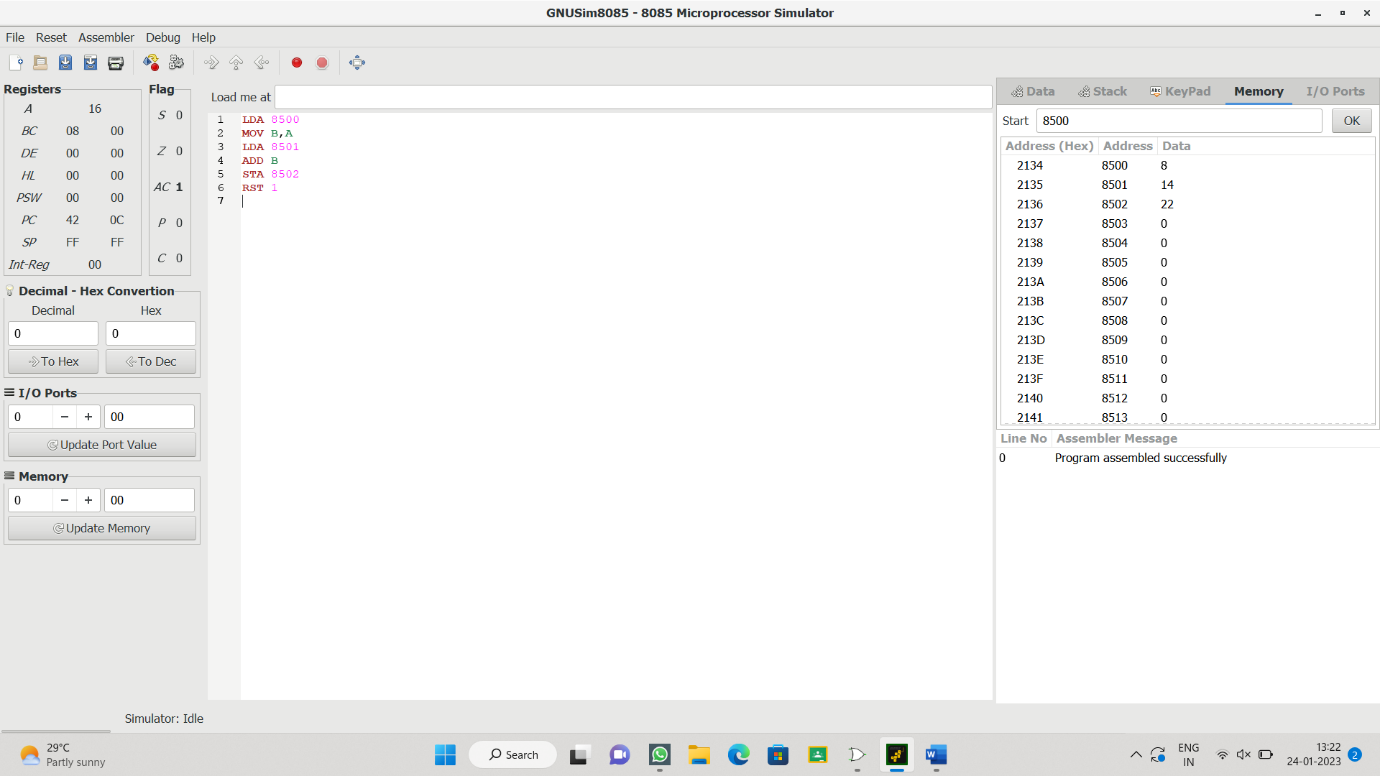 GNUSim8085 - 8085 Microprocessor Simulator
File Reset Assembler Debug Help
Registers
A 16
BC 08 00
DE 00 00
HL 00 00
PSW 00 00
PC 42 0C
SP FF FF
Int-Reg 00
Flag
S 0
Z 0
AC 1
P 0
C 0
Decimal - Hex Convertion
Decimal Hex
0 0
To Hex To Dec
I/O Ports
0 − + 00
Update Port Value
Memory
0 − + 00
Update Memory
Load me at
1 LDA 8500
2 MOV B,A
3 LDA 8501
4 ADD B
5 STA 8502
6 RST 1
7
Data Stack Abc KeyPad Memory I/O Ports
Start 8500 OK
Address (Hex) Address Data
2134 8500 8
2135 8501 14
2136 8502 22
2137 8503 0
2138 8504 0
2139 8505 0
213A 8506 0
213B 8507 0
213C 8508 0
213D 8509 0
213E 8510 0
213F 8511 0
2140 8512 0
2141 8513 0
Line No Assembler Message
0 Program assembled successfully
Simulator: Idle
29°C
Partly sunny
Search
W
ENG
IN
13:22
24-01-2023
2